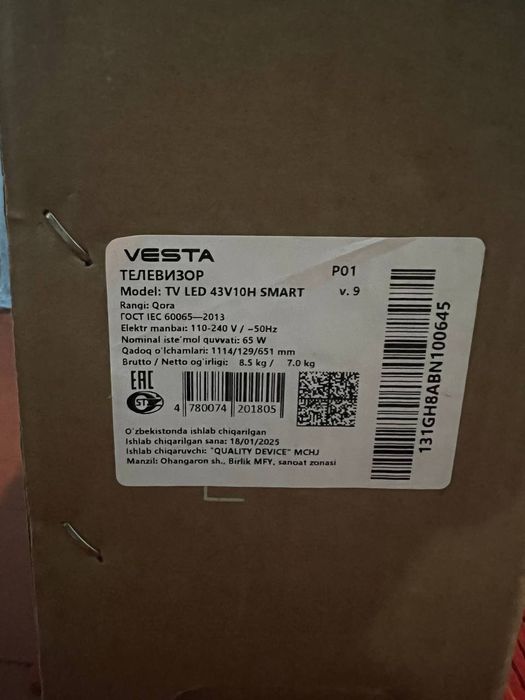 VESTA
ТЕЛЕВИЗОР P01
Model: TV LED 43V10H SMART v. 9
Rangi: Qora
ГОСТ IEC 60065—2013
Elektr manbai: 110-240 V / ~50Hz
Nominal iste'mol quvvati: 65 W
Qadoq o'lchamlari: 1114/129/651 mm
Brutto / Netto og'irligi: 8.5 kg / 7.0 kg
EAC
ST
4 780074 201805
O'zbekistonda ishlab chiqarilgan
Ishlab chiqarilgan sana: 18/01/2025
Ishlab chiqaruvchi: "QUALITY DEVICE" MCHJ
Manzil: Ohangaron sh., Birlik MFY, sanoat zonasi
131GH8ABN100645